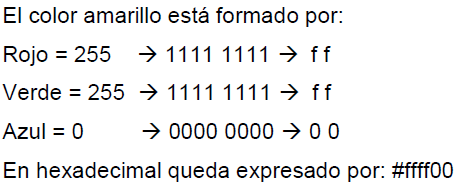 El color amarillo está formado por:
Rojo = 255 → 1111 1111 → f f
Verde = 255 → 1111 1111 → f f
Azul = 0 → 0000 0000 → 0 0
En hexadecimal queda expresado por: #ffff00